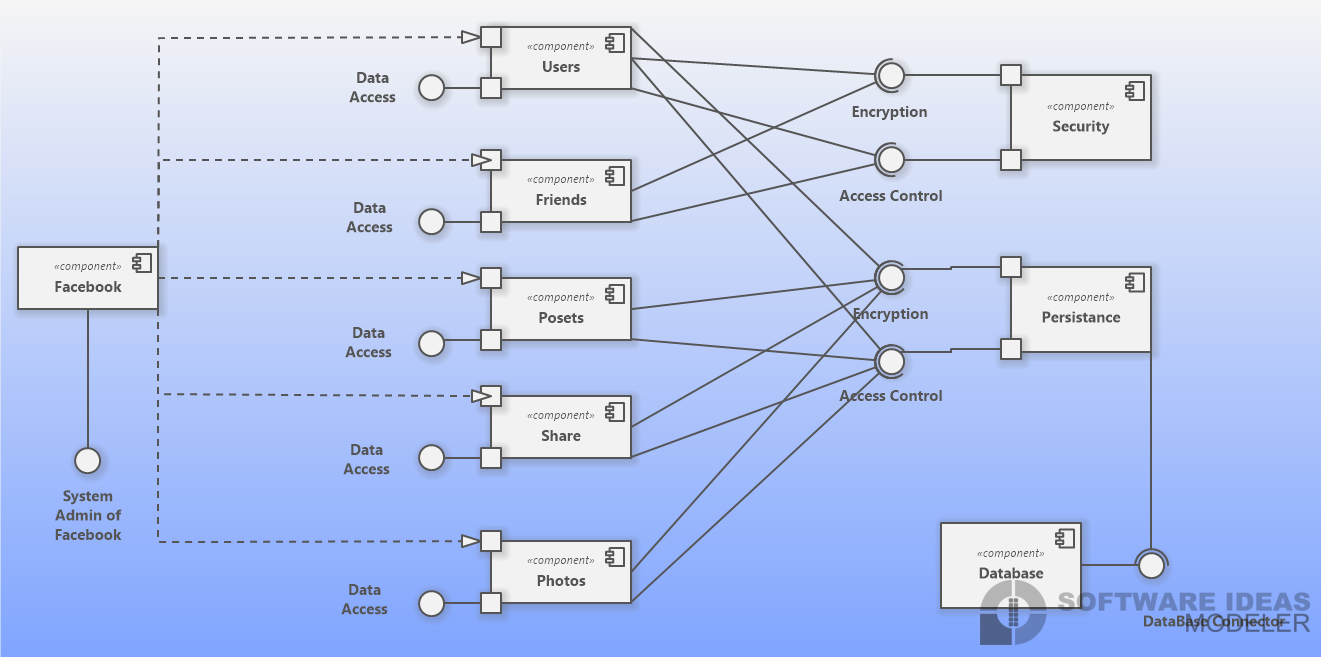 «component»
Users
Data
Access
Encryption
«component»
Security
«component»
Friends
Access Control
Data
Access
«component»
Facebook
«component»
Posets
Encryption
«component»
Persistance
Data
Access
Access Control
«component»
Share
Data
Access
System
Admin of
Facebook
«component»
Photos
Data
Access
«component»
Database
DataBase Connector
SOFTWARE IDEAS
MODELER